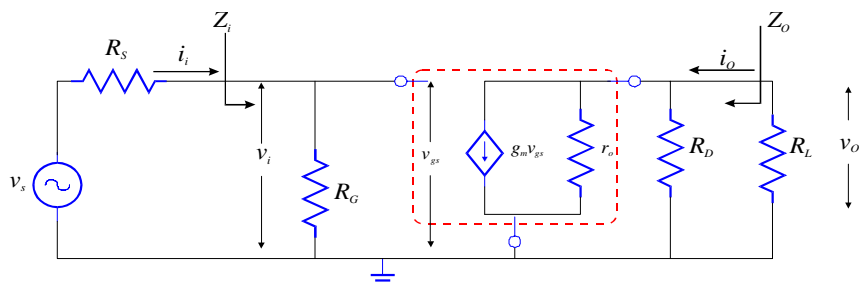 Z_i
Z_O
R_S
i_i
i_O
v_s
v_i
R_G
v_gs
g_m v_gs
r_o
R_D
R_L
v_O